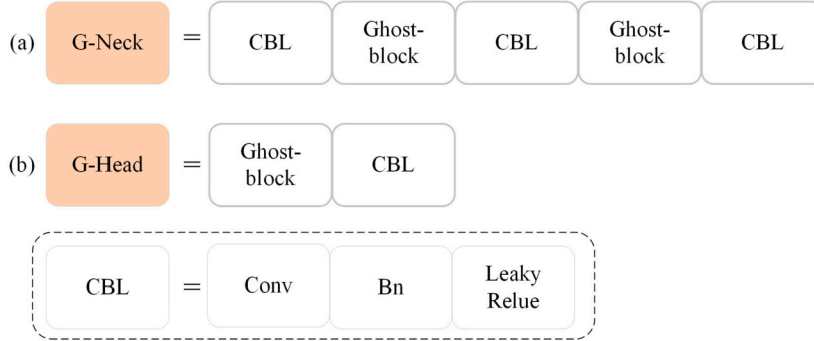 (a) G-Neck = CBL Ghost-block CBL Ghost-block CBL
(b) G-Head = Ghost-block CBL
CBL = Conv Bn Leaky Relue